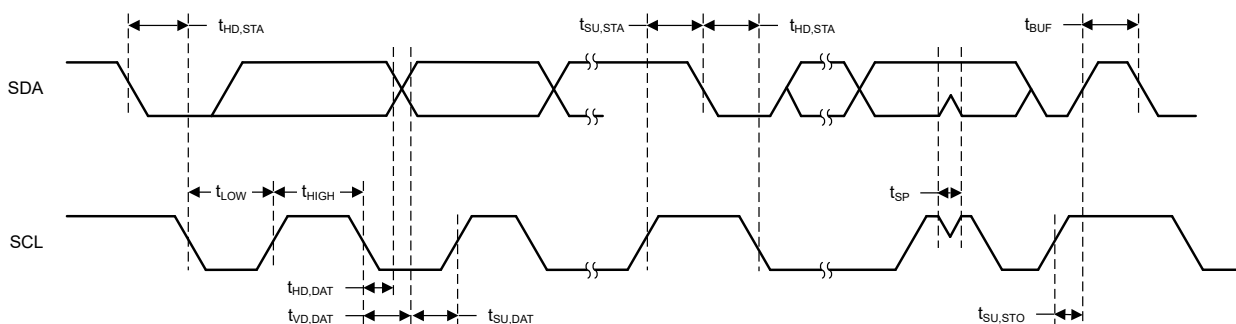 tHD,STA
tSU,STA
tHD,STA
tBUF
SDA
tLOW
tHIGH
tSP
SCL
tHD,DAT
tVD,DAT
tSU,DAT
tSU,STO